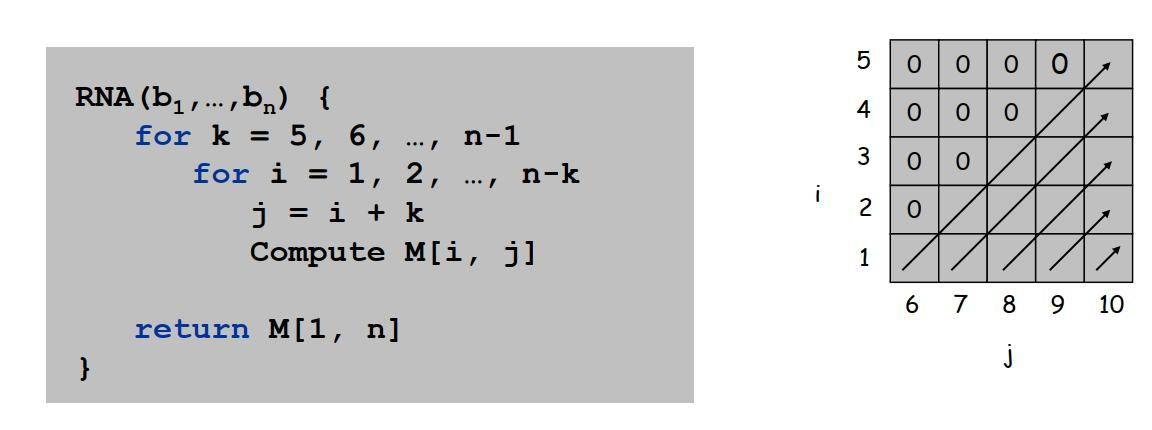 RNA(b1,…,bn) {
for k = 5, 6, …, n-1
for i = 1, 2, …, n-k
j = i + k
Compute M[i, j]
return M[1, n]
}
5 0 0 0 0
4 0 0 0
3 0 0
i
2 0
1
6 7 8 9 10
j